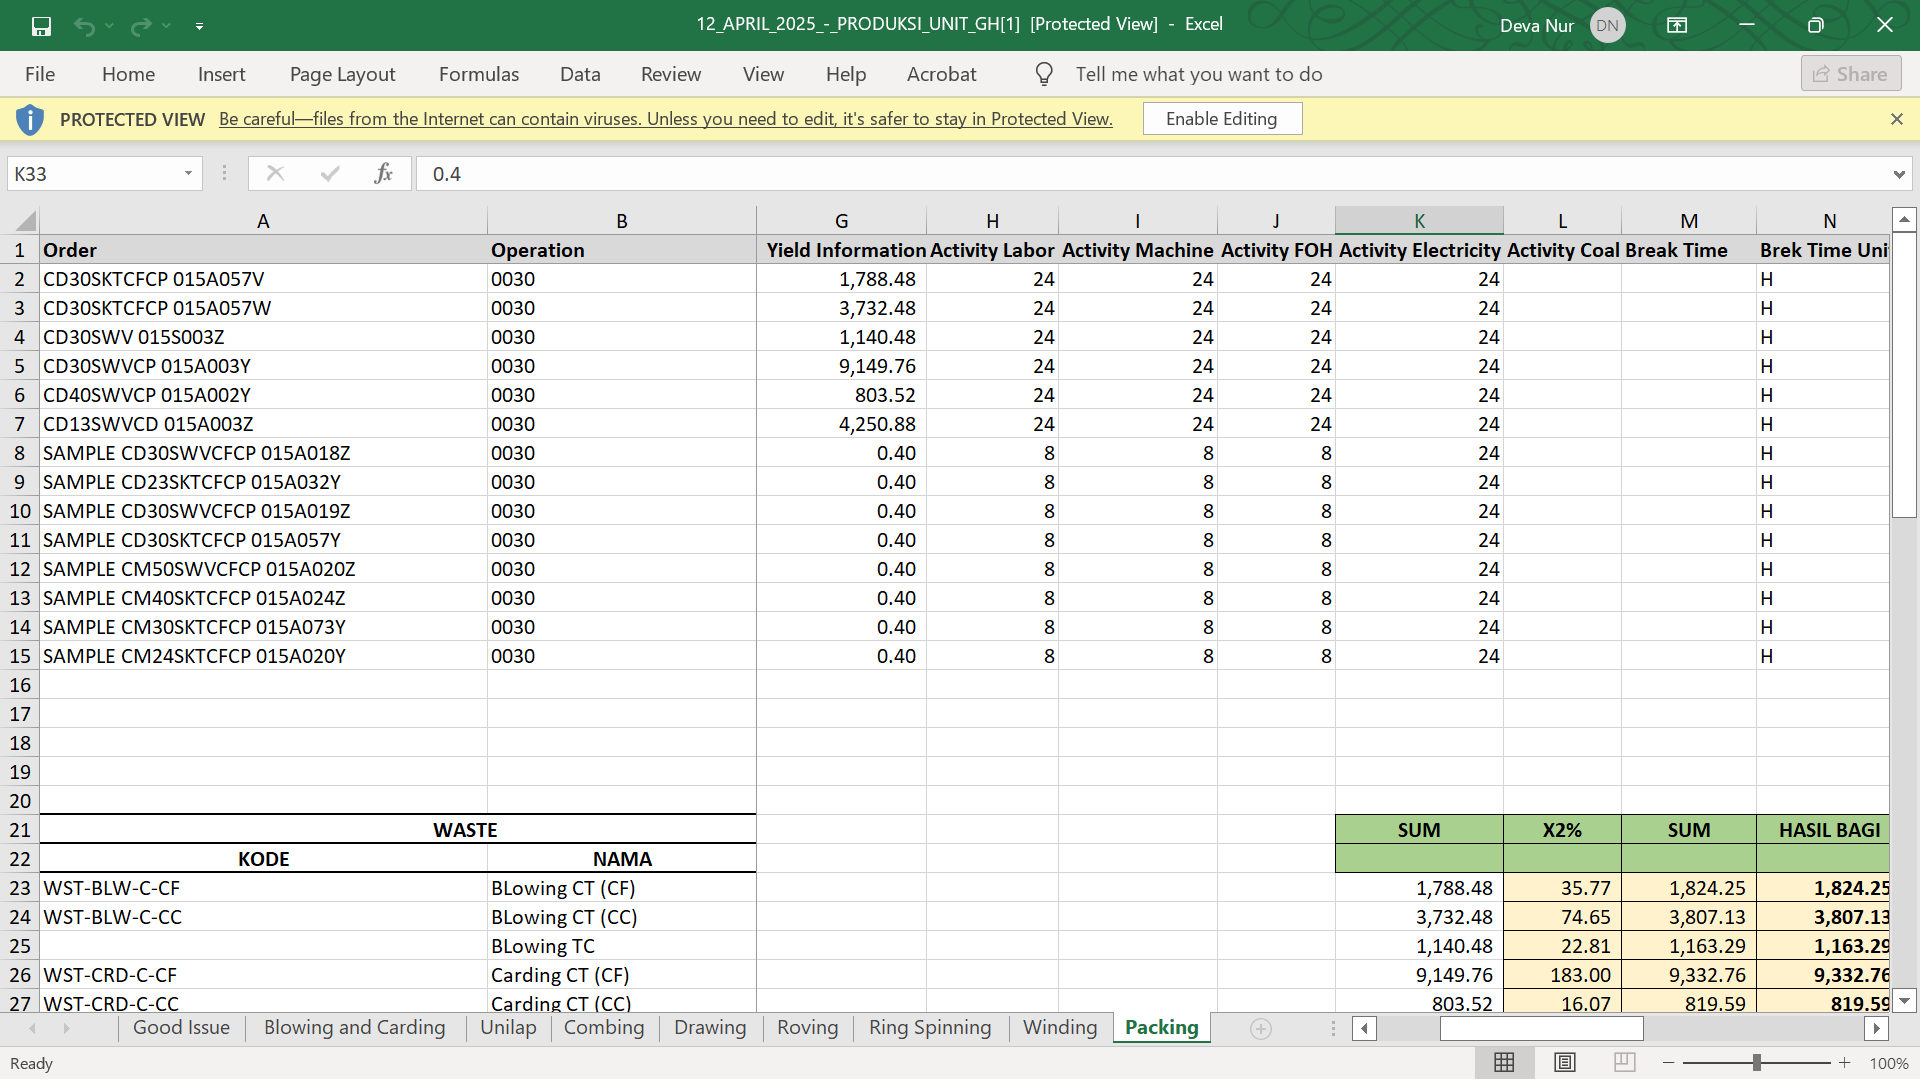 12_APRIL_2025_-_PRODUKSI_UNIT_GH[1] [Protected View] - Excel
Deva Nur DN
File Home Insert Page Layout Formulas Data Review View Help Acrobat Tell me what you want to do Share
PROTECTED VIEW Be careful—files from the Internet can contain viruses. Unless you need to edit, it's safer to stay in Protected View. Enable Editing
K33 fx 0.4
A B G H I J K L M N
1 Order Operation Yield Information Activity Labor Activity Machine Activity FOH Activity Electricity Activity Coal Break Time Brek Time Uni
2 CD30SKTCFCP 015A057V 0030 1,788.48 24 24 24 24 H
3 CD30SKTCFCP 015A057W 0030 3,732.48 24 24 24 24 H
4 CD30SWV 015S003Z 0030 1,140.48 24 24 24 24 H
5 CD30SWVCP 015A003Y 0030 9,149.76 24 24 24 24 H
6 CD40SWVCP 015A002Y 0030 803.52 24 24 24 24 H
7 CD13SWVCD 015A003Z 0030 4,250.88 24 24 24 24 H
8 SAMPLE CD30SWVCFCP 015A018Z 0030 0.40 8 8 8 24 H
9 SAMPLE CD23SKTCFCP 015A032Y 0030 0.40 8 8 8 24 H
10 SAMPLE CD30SWVCFCP 015A019Z 0030 0.40 8 8 8 24 H
11 SAMPLE CD30SKTCFCP 015A057Y 0030 0.40 8 8 8 24 H
12 SAMPLE CM50SWVCFCP 015A020Z 0030 0.40 8 8 8 24 H
13 SAMPLE CM40SKTCFCP 015A024Z 0030 0.40 8 8 8 24 H
14 SAMPLE CM30SKTCFCP 015A073Y 0030 0.40 8 8 8 24 H
15 SAMPLE CM24SKTCFCP 015A020Y 0030 0.40 8 8 8 24 H
16
17
18
19
20
21 WASTE SUM X2% SUM HASIL BAGI
22 KODE NAMA
23 WST-BLW-C-CF BLowing CT (CF) 1,788.48 35.77 1,824.25 1,824.25
24 WST-BLW-C-CC BLowing CT (CC) 3,732.48 74.65 3,807.13 3,807.13
25 BLowing TC 1,140.48 22.81 1,163.29 1,163.29
26 WST-CRD-C-CF Carding CT (CF) 9,149.76 183.00 9,332.76 9,332.76
27 WST-CRD-C-CC Carding CT (CC) 803.52 16.07 819.59 819.59
Good Issue Blowing and Carding Unilap Combing Drawing Roving Ring Spinning Winding Packing
Ready 100%